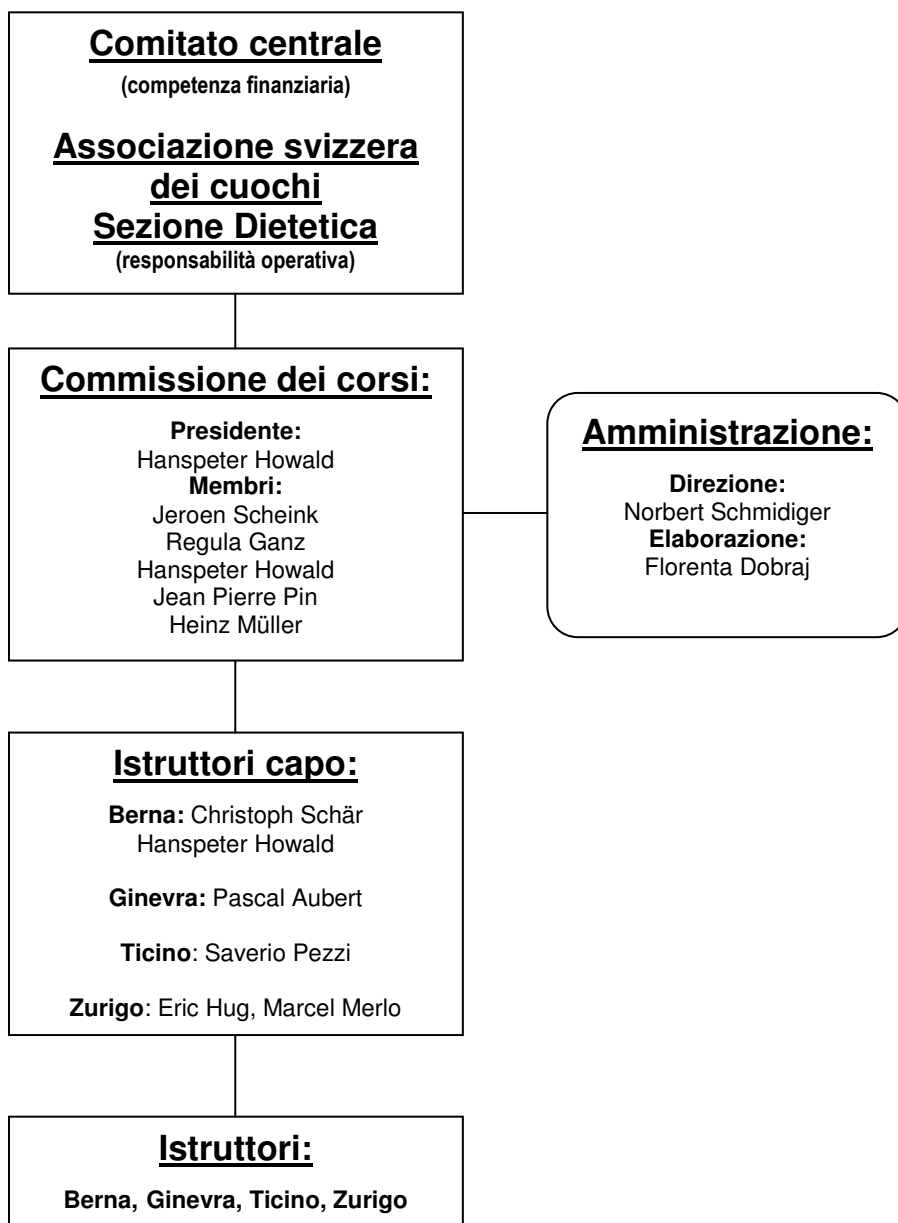 Comitato centrale
(competenza finanziaria)
Associazione svizzera
dei cuochi
Sezione Dietetica
(responsabilità operativa)
Commissione dei corsi:
Presidente:
Hanspeter Howald
Membri:
Jeroen Scheink
Regula Ganz
Hanspeter Howald
Jean Pierre Pin
Heinz Müller
Amministrazione:
Direzione:
Norbert Schmidiger
Elaborazione:
Florenta Dobraj
Istruttori capo:
Berna: Christoph Schär
Hanspeter Howald
Ginevra: Pascal Aubert
Ticino: Saverio Pezzi
Zurigo: Eric Hug, Marcel Merlo
Istruttori:
Berna, Ginevra, Ticino, Zurigo